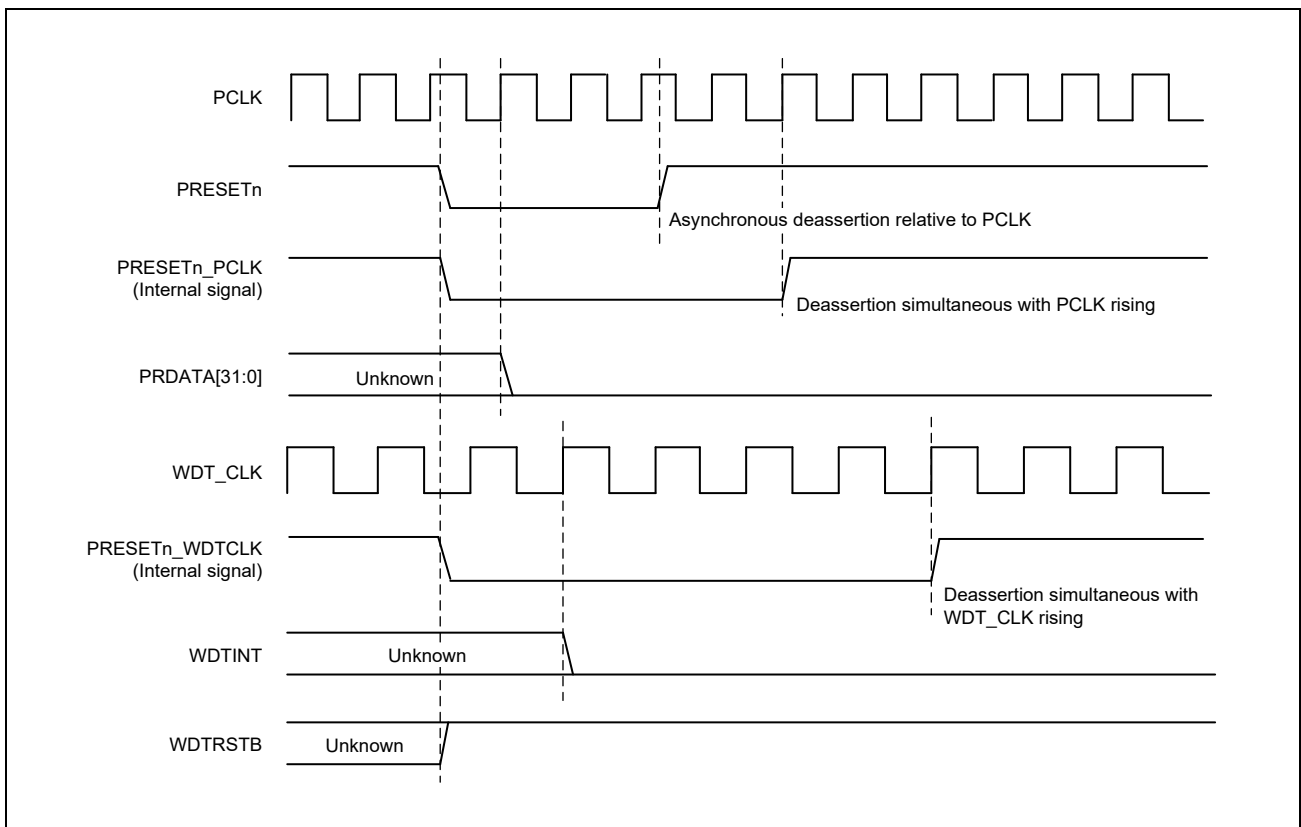 PCLK
PRESETn
Asynchronous deassertion relative to PCLK
PRESETn_PCLK
(Internal signal)
Deassertion simultaneous with PCLK rising
PRDATA[31:0]
Unknown
WDT_CLK
PRESETn_WDTCLK
(Internal signal)
Deassertion simultaneous with
WDT_CLK rising
WDTINT
Unknown
WDTRSTB
Unknown